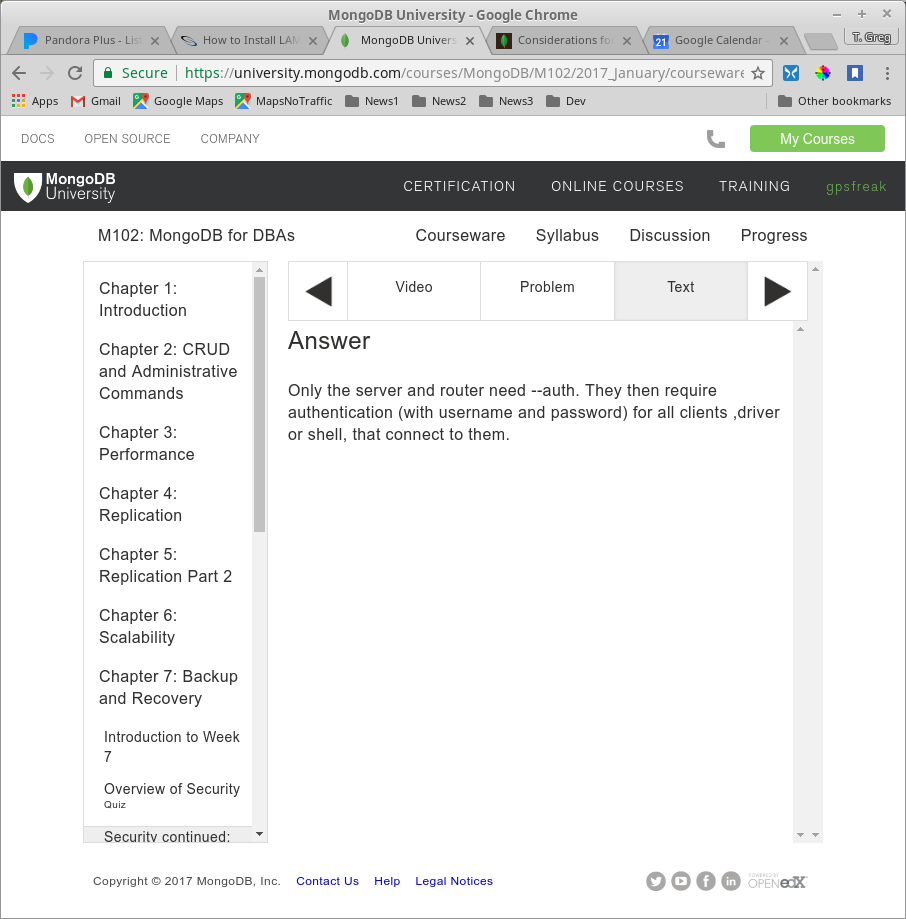 MongoDB University - Google Chrome
Pandora Plus - List
How to Install LAM
MongoDB Univers
Considerations fo
21 Google Calendar -
T. Greg
Secure https://university.mongodb.com/courses/MongoDB/M102/2017_January/courseware
Apps Gmail Google Maps MapsNoTraffic News1 News2 News3 Dev Other bookmarks
DOCS OPEN SOURCE COMPANY My Courses
MongoDB
University
CERTIFICATION ONLINE COURSES TRAINING gpsfreak
M102: MongoDB for DBAs Courseware Syllabus Discussion Progress
Chapter 1:
Introduction
Chapter 2: CRUD
and Administrative
Commands
Chapter 3:
Performance
Chapter 4:
Replication
Chapter 5:
Replication Part 2
Chapter 6:
Scalability
Chapter 7: Backup
and Recovery
Introduction to Week
7
Overview of Security
Quiz
Security continued:
Video Problem Text
Answer
Only the server and router need --auth. They then require
authentication (with username and password) for all clients ,driver
or shell, that connect to them.
Copyright © 2017 MongoDB, Inc. Contact Us Help Legal Notices
POWERED BY
OPEN edX